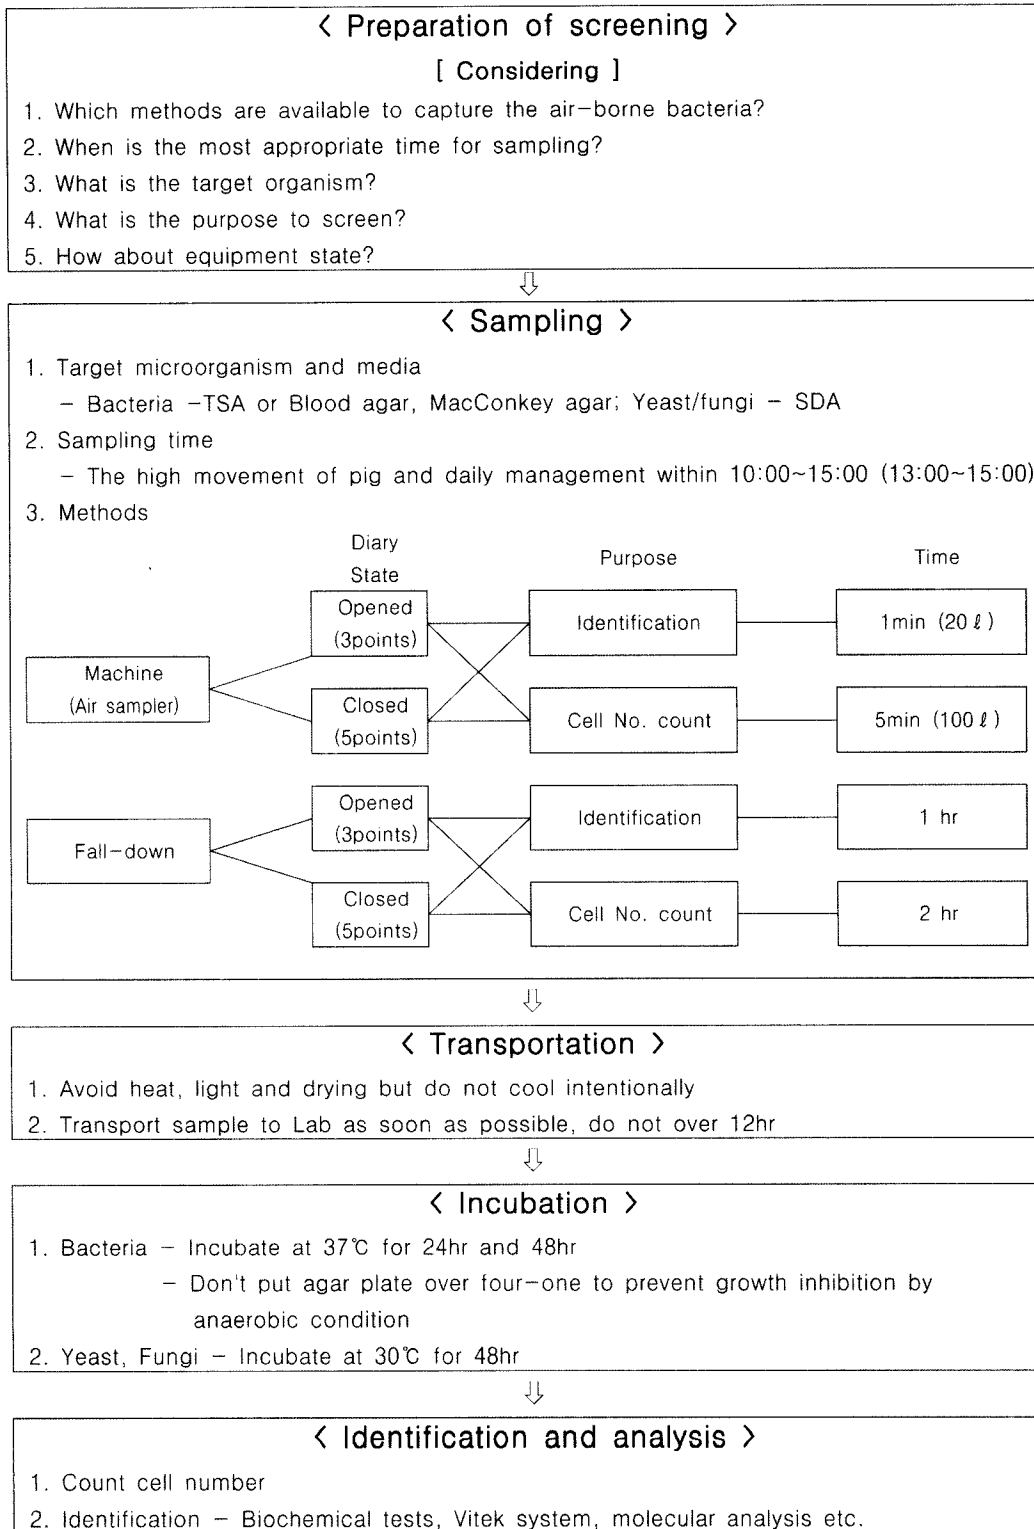 < Preparation of screening >
[ Considering ]
1. Which methods are available to capture the air-borne bacteria?
2. When is the most appropriate time for sampling?
3. What is the target organism?
4. What is the purpose to screen?
5. How about equipment state?
⇩
< Sampling >
1. Target microorganism and media
- Bacteria -TSA or Blood agar, MacConkey agar; Yeast/fungi - SDA
2. Sampling time
- The high movement of pig and daily management within 10:00~15:00 (13:00~15:00)
3. Methods
Diary
State
Purpose
Time
Machine
(Air sampler)
Opened
(3points)
Closed
(5points)
Identification
Cell No. count
1min (20ℓ)
5min (100ℓ)
Fall-down
Opened
(3points)
Closed
(5points)
Identification
Cell No. count
1 hr
2 hr
⇩
< Transportation >
1. Avoid heat, light and drying but do not cool intentionally
2. Transport sample to Lab as soon as possible, do not over 12hr
⇩
< Incubation >
1. Bacteria - Incubate at 37℃ for 24hr and 48hr
- Don't put agar plate over four-one to prevent growth inhibition by
anaerobic condition
2. Yeast, Fungi - Incubate at 30℃ for 48hr
⇩
< Identification and analysis >
1. Count cell number
2. Identification - Biochemical tests, Vitek system, molecular analysis etc.